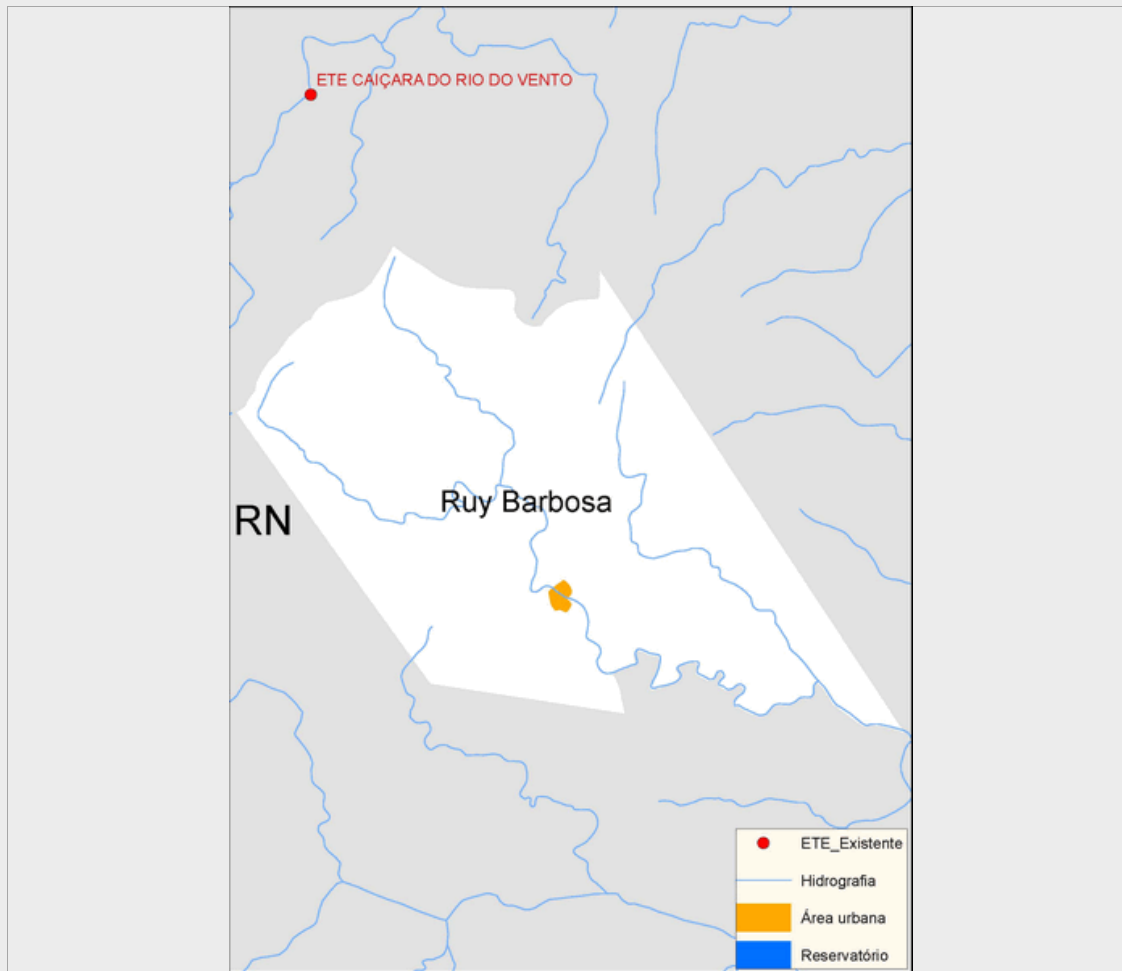 ETE CAIÇARA DO RIO DO VENTO
Ruy Barbosa
RN
ETE_Existente
Hidrografia
Área urbana
Reservatório